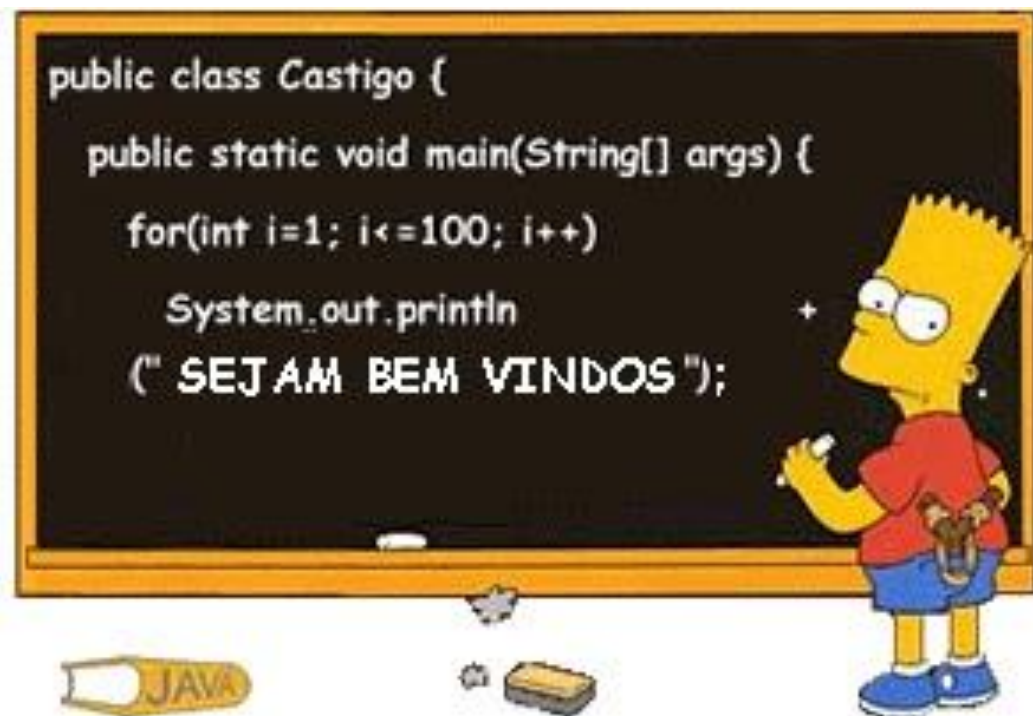 public class Castigo {
public static void main(String[] args) {
for(int i=1; i<=100; i++)
System.out.println +
(" SEJAM BEM VINDOS ");
JAVA